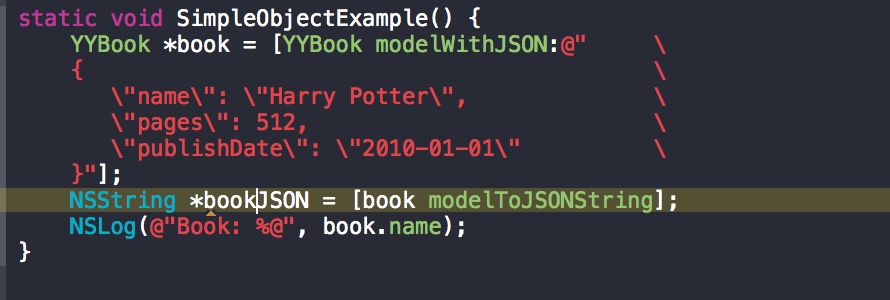 static void SimpleObjectExample() {
    YYBook *book = [YYBook modelWithJSON:@"     \
    {                                           \
       \"name\": \"Harry Potter\",              \
       \"pages\": 512,                          \
       \"publishDate\": \"2010-01-01\"          \
    }"];
    NSString *bookJSON = [book modelToJSONString];
    NSLog(@"Book: %@", book.name);
}